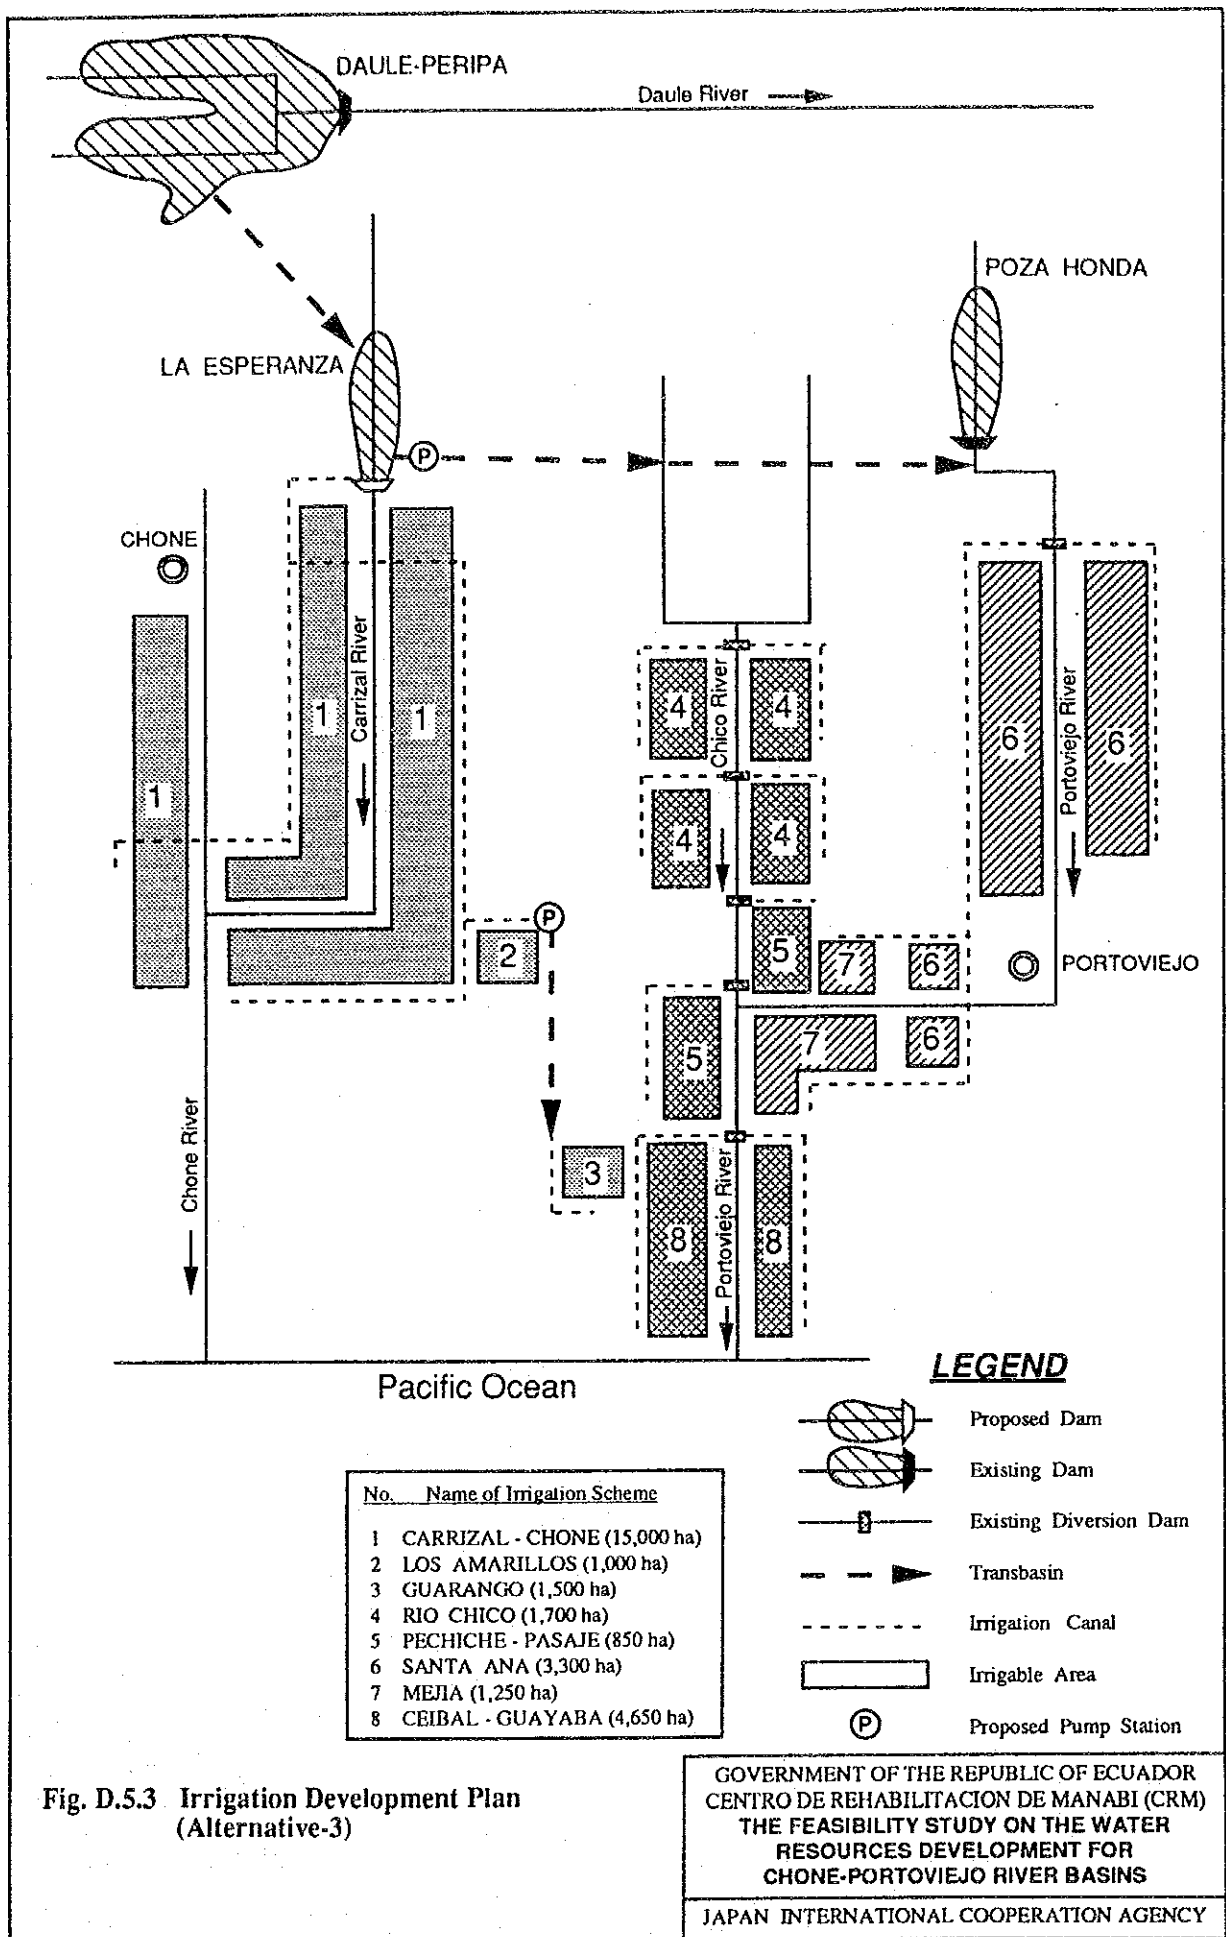 DAULE-PERIPA
Daule River
POZA HONDA
LA ESPERANZA
P
CHONE
1
1
1
Carrizal River
4
4
Chico River
4
4
6
6
Portoviejo River
P
2
5
7
6
PORTOVIEJO
5
7
6
Chone River
3
8
8
Portoviejo River
Pacific Ocean
LEGEND
Proposed Dam
Existing Dam
Existing Diversion Dam
Transbasin
Irrigation Canal
Irrigable Area
P Proposed Pump Station
No. Name of Irrigation Scheme
1 CARRIZAL - CHONE (15,000 ha)
2 LOS AMARILLOS (1,000 ha)
3 GUARANGO (1,500 ha)
4 RIO CHICO (1,700 ha)
5 PECHICHE - PASAJE (850 ha)
6 SANTA ANA (3,300 ha)
7 MEJIA (1,250 ha)
8 CEIBAL - GUAYABA (4,650 ha)
Fig. D.5.3 Irrigation Development Plan
(Alternative-3)
GOVERNMENT OF THE REPUBLIC OF ECUADOR
CENTRO DE REHABILITACION DE MANABI (CRM)
THE FEASIBILITY STUDY ON THE WATER
RESOURCES DEVELOPMENT FOR
CHONE-PORTOVIEJO RIVER BASINS
JAPAN INTERNATIONAL COOPERATION AGENCY